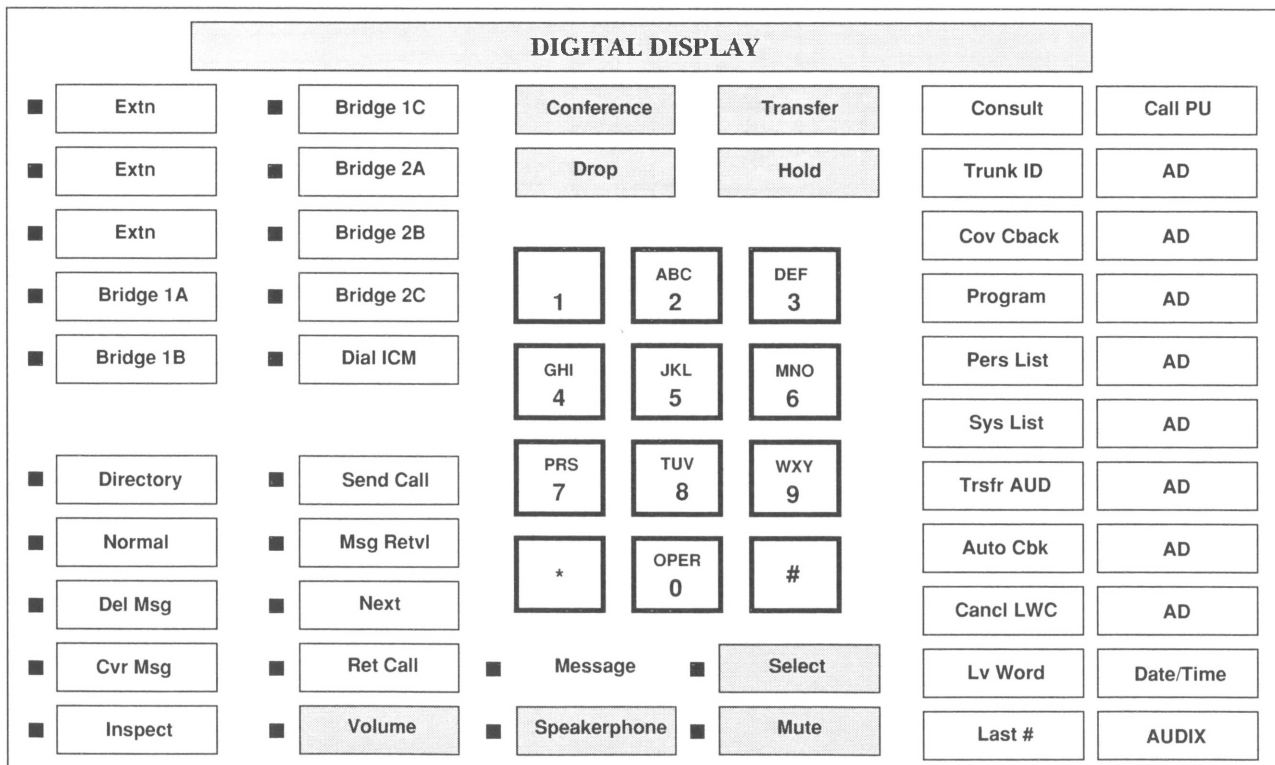 DIGITAL DISPLAY
Extn
Bridge 1C
Conference
Transfer
Consult
Call PU
Extn
Bridge 2A
Drop
Hold
Trunk ID
AD
Extn
Bridge 2B
Cov Cback
AD
Bridge 1A
Bridge 2C
1
ABC
2
DEF
3
Program
AD
Bridge 1B
Dial ICM
GHI
4
JKL
5
MNO
6
Pers List
AD
Sys List
AD
Directory
Send Call
PRS
7
TUV
8
WXY
9
Trsfr AUD
AD
Normal
Msg Retvl
*
OPER
0
#
Auto Cbk
AD
Del Msg
Next
Cancl LWC
AD
Cvr Msg
Ret Call
Message
Select
Lv Word
Date/Time
Inspect
Volume
Speakerphone
Mute
Last #
AUDIX